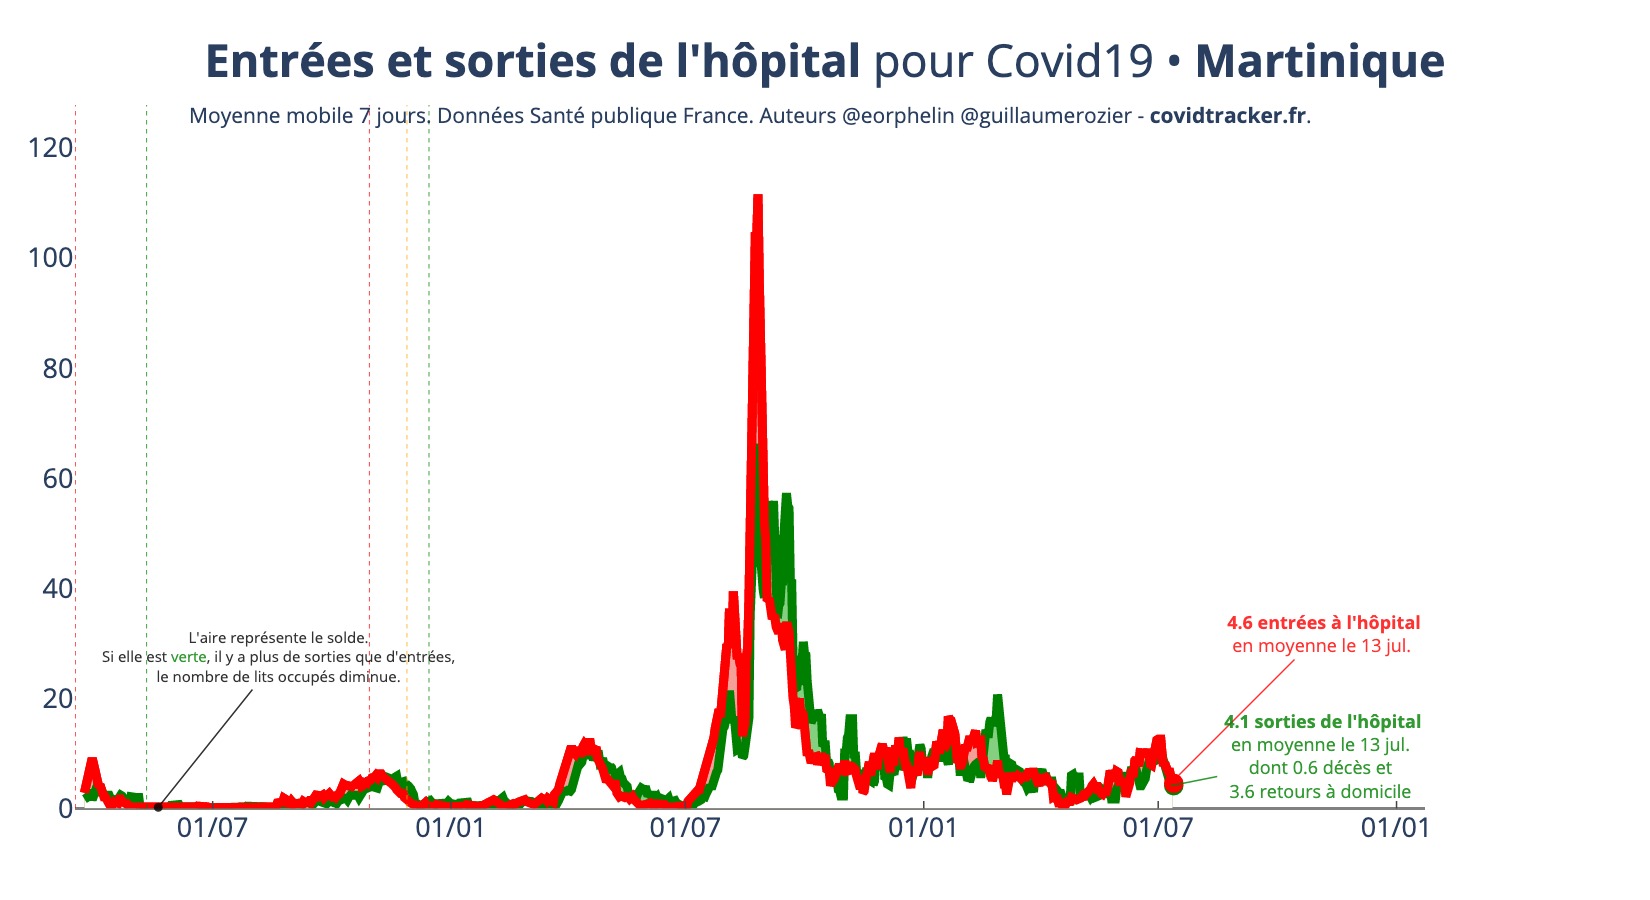 Entrées et sorties de l'hôpital pour Covid19 • Martinique
Moyenne mobile 7 jours. Données Santé publique France. Auteurs @eorphelin @guillaumerozier - covidtracker.fr.
120
100
80
60
40
20
0
L'aire représente le solde.
Si elle est verte, il y a plus de sorties que d'entrées,
le nombre de lits occupés diminue.
4.6 entrées à l'hôpital
en moyenne le 13 jul.
4.1 sorties de l'hôpital
en moyenne le 13 jul.
dont 0.6 décès et
3.6 retours à domicile
01/07 01/01 01/07 01/01 01/07 01/01